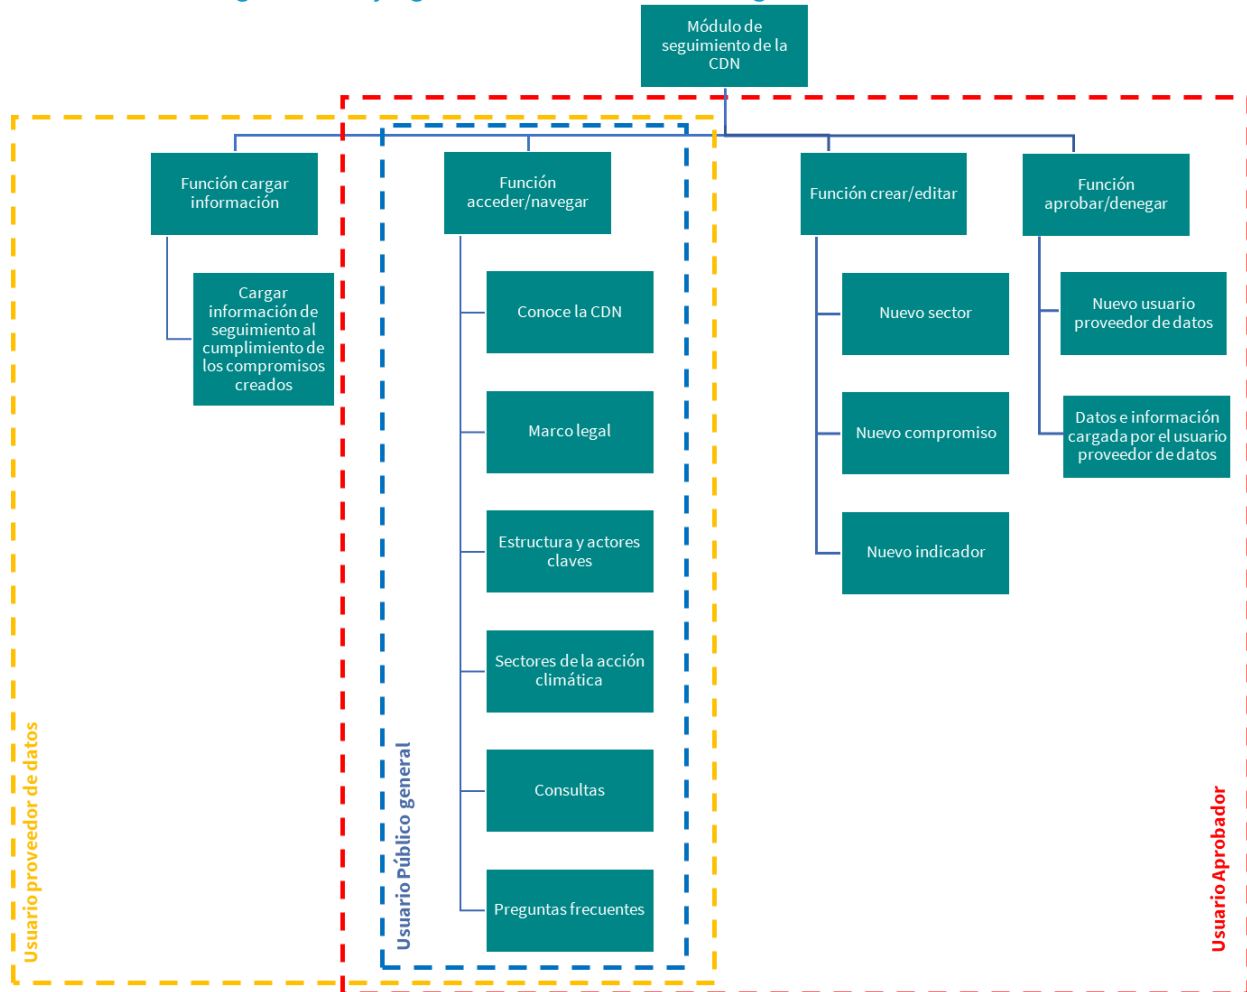 Módulo de
seguimiento de la
CDN
Función cargar
información
Función
acceder/navegar
Función crear/editar
Función
aprobar/denegar
Cargar
información de
seguimiento al
cumplimiento de
los compromisos
creados
Conoce la CDN
Marco legal
Estructura y actores
claves
Sectores de la acción
climática
Consultas
Preguntas frecuentes
Nuevo sector
Nuevo compromiso
Nuevo indicador
Nuevo usuario
proveedor de datos
Datos e información
cargada por el usuario
proveedor de datos
Usuario proveedor de datos
Usuario Público general
Usuario Aprobador